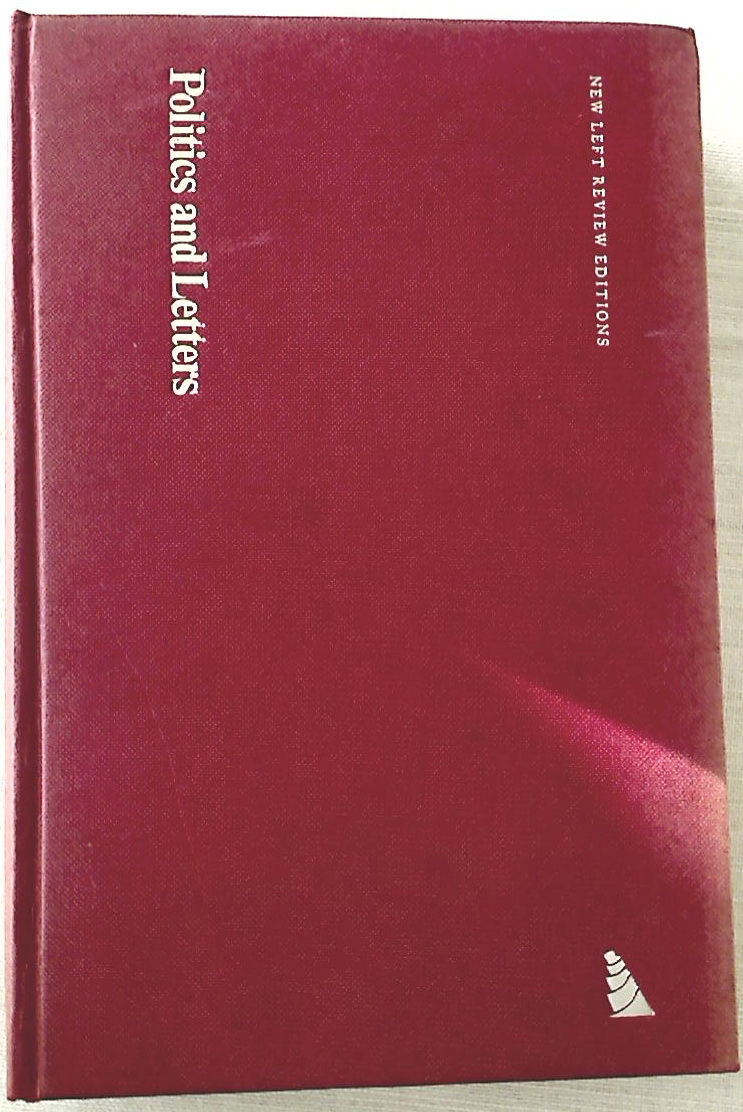 NEW LEFT REVIEW EDITIONS
Politics and Letters